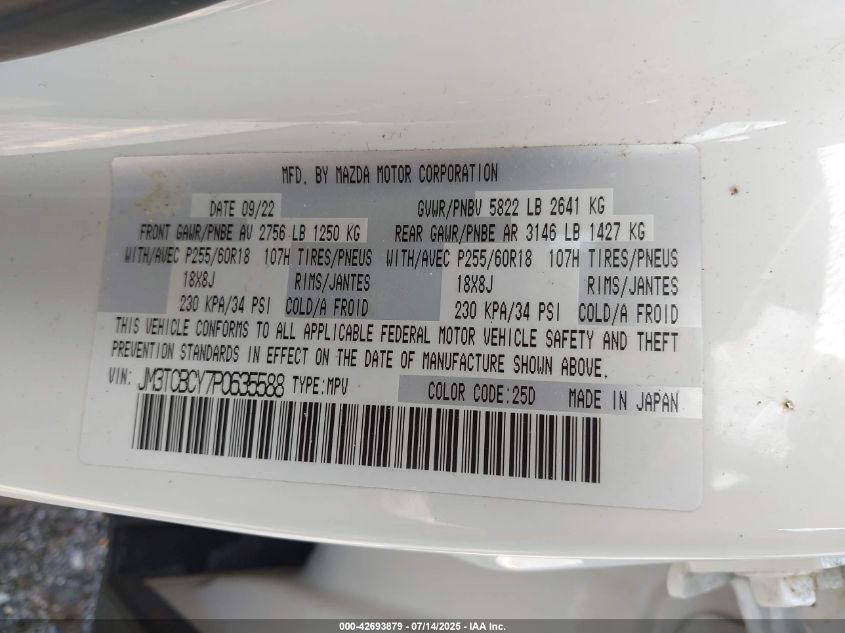 MFD. BY MAZDA MOTOR CORPORATION
DATE 09/22 GVWR/PNBV 5822 LB 2641 KG
FRONT GAWR/PNBE AV 2756 LB 1250 KG REAR GAWR/PNBE AR 3146 LB 1427 KG
WITH/AVEC P255/60R18 107H TIRES/PNEUS WITH/AVEC P255/60R18 107H TIRES/PNEUS
18X8J RIMS/JANTES 18X8J RIMS/JANTES
230 KPA/34 PSI COLD/A FROID 230 KPA/34 PSI COLD/A FROID
THIS VEHICLE CONFORMS TO ALL APPLICABLE FEDERAL MOTOR VEHICLE SAFETY AND THEFT
PREVENTION STANDARDS IN EFFECT ON THE DATE OF MANUFACTURE SHOWN ABOVE.
VIN: JM3TCBCY7P0635588 TYPE:MPV COLOR CODE:25D MADE IN JAPAN
000-42693879 - 07/14/2025 - IAA Inc.